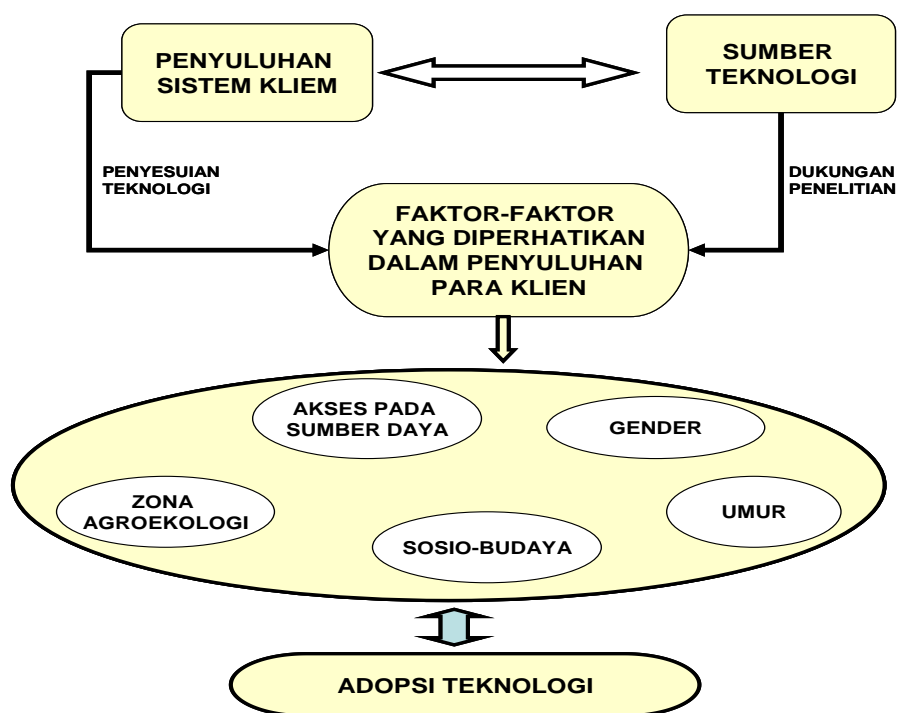 PENYULUHAN
SISTEM KLIEM
SUMBER
TEKNOLOGI
PENYESUIAN
TEKNOLOGI
DUKUNGAN
PENELITIAN
FAKTOR-FAKTOR
YANG DIPERHATIKAN
DALAM PENYULUHAN
PARA KLIEN
AKSES PADA
SUMBER DAYA
GENDER
ZONA
AGROEKOLOGI
UMUR
SOSIO-BUDAYA
ADOPSI TEKNOLOGI